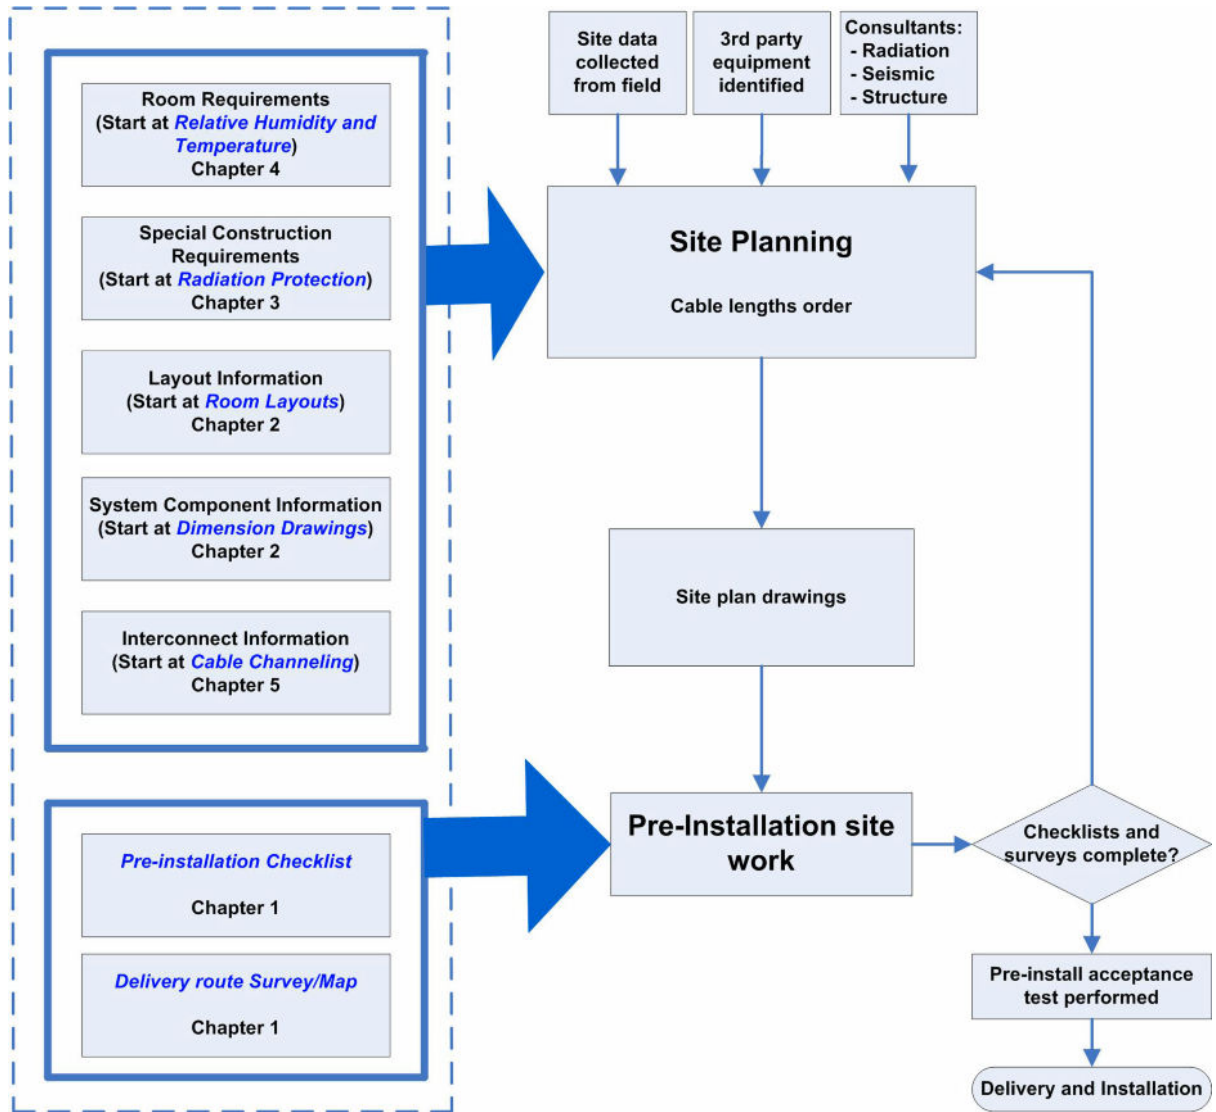 Room Requirements
(Start at Relative Humidity and
Temperature)
Chapter 4
Special Construction
Requirements
(Start at Radiation Protection)
Chapter 3
Layout Information
(Start at Room Layouts)
Chapter 2
System Component Information
(Start at Dimension Drawings)
Chapter 2
Interconnect Information
(Start at Cable Channeling)
Chapter 5
Pre-installation Checklist
Chapter 1
Delivery route Survey/Map
Chapter 1
Site data
collected
from field
3rd party
equipment
identified
Consultants:
- Radiation
- Seismic
- Structure
Site Planning
Cable lengths order
Site plan drawings
Pre-Installation site
work
Checklists and
surveys complete?
Pre-install acceptance
test performed
Delivery and Installation